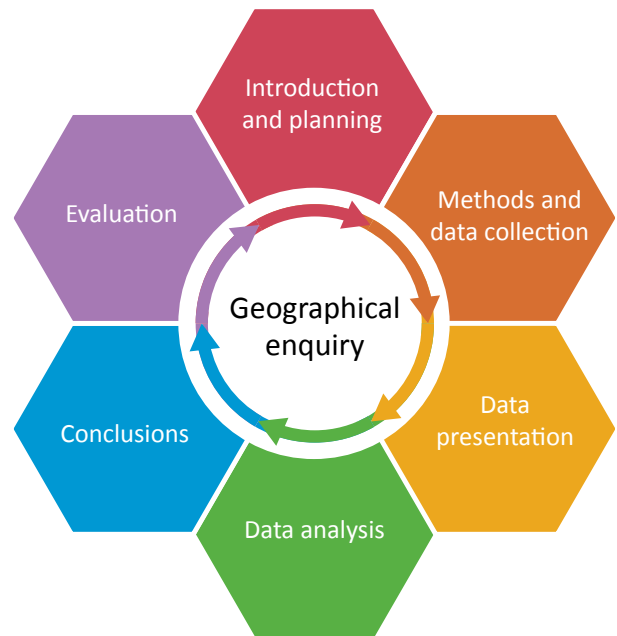 Introduction
and planning
Methods and
data collection
Data
presentation
Data analysis
Conclusions
Evaluation
Geographical
enquiry